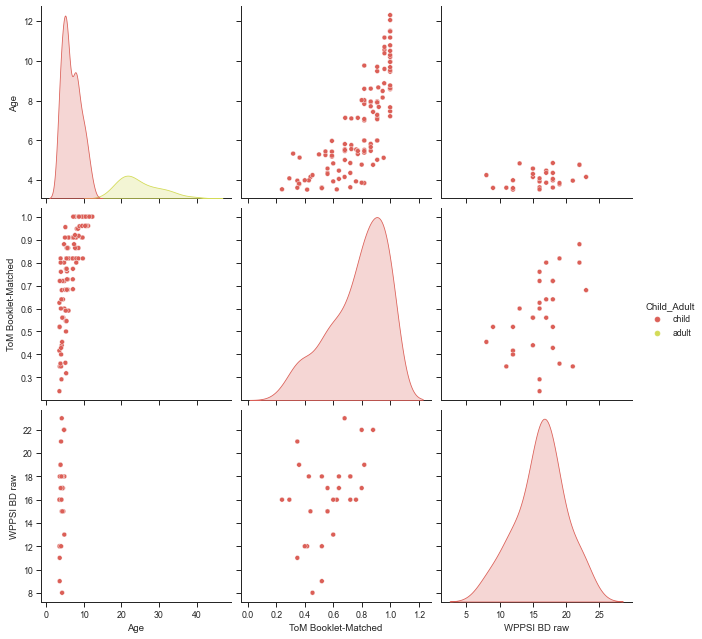 12
10
8
6
4
Age
1.0
0.9
0.8
0.7
0.6
0.5
0.4
0.3
ToM Booklet-Matched
Child_Adult
child
adult
22
20
18
16
14
12
10
8
WPPSI BD raw
0 10 20 30 40
0.0 0.2 0.4 0.6 0.8 1.0 1.2
5 10 15 20 25
Age
ToM Booklet-Matched
WPPSI BD raw